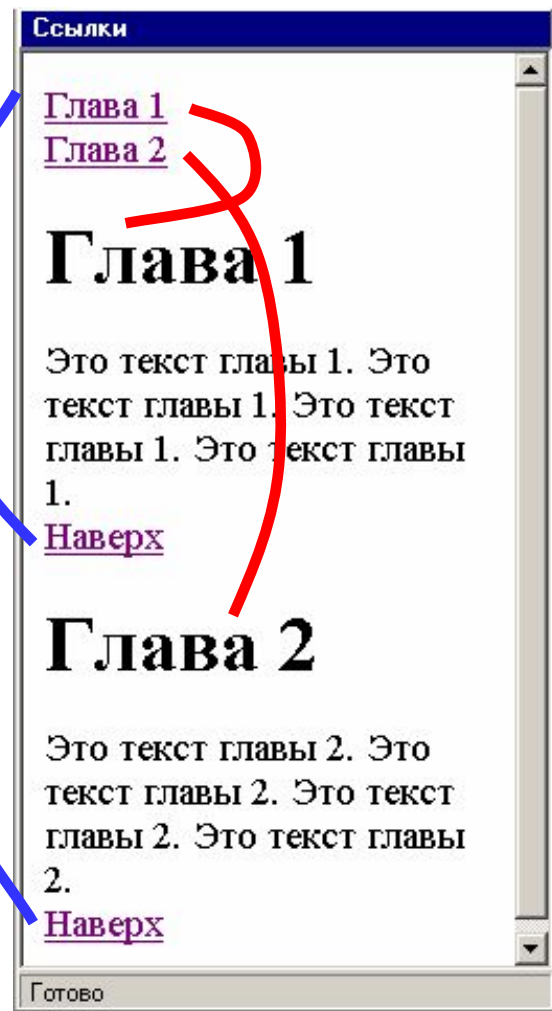 Ссылки
Глава 1
Глава 2
Глава 1
Это текст главы 1. Это
текст главы 1. Это текст
главы 1. Это текст главы
1.
Наверх
Глава 2
Это текст главы 2. Это
текст главы 2. Это текст
главы 2. Это текст главы
2.
Наверх
Готово